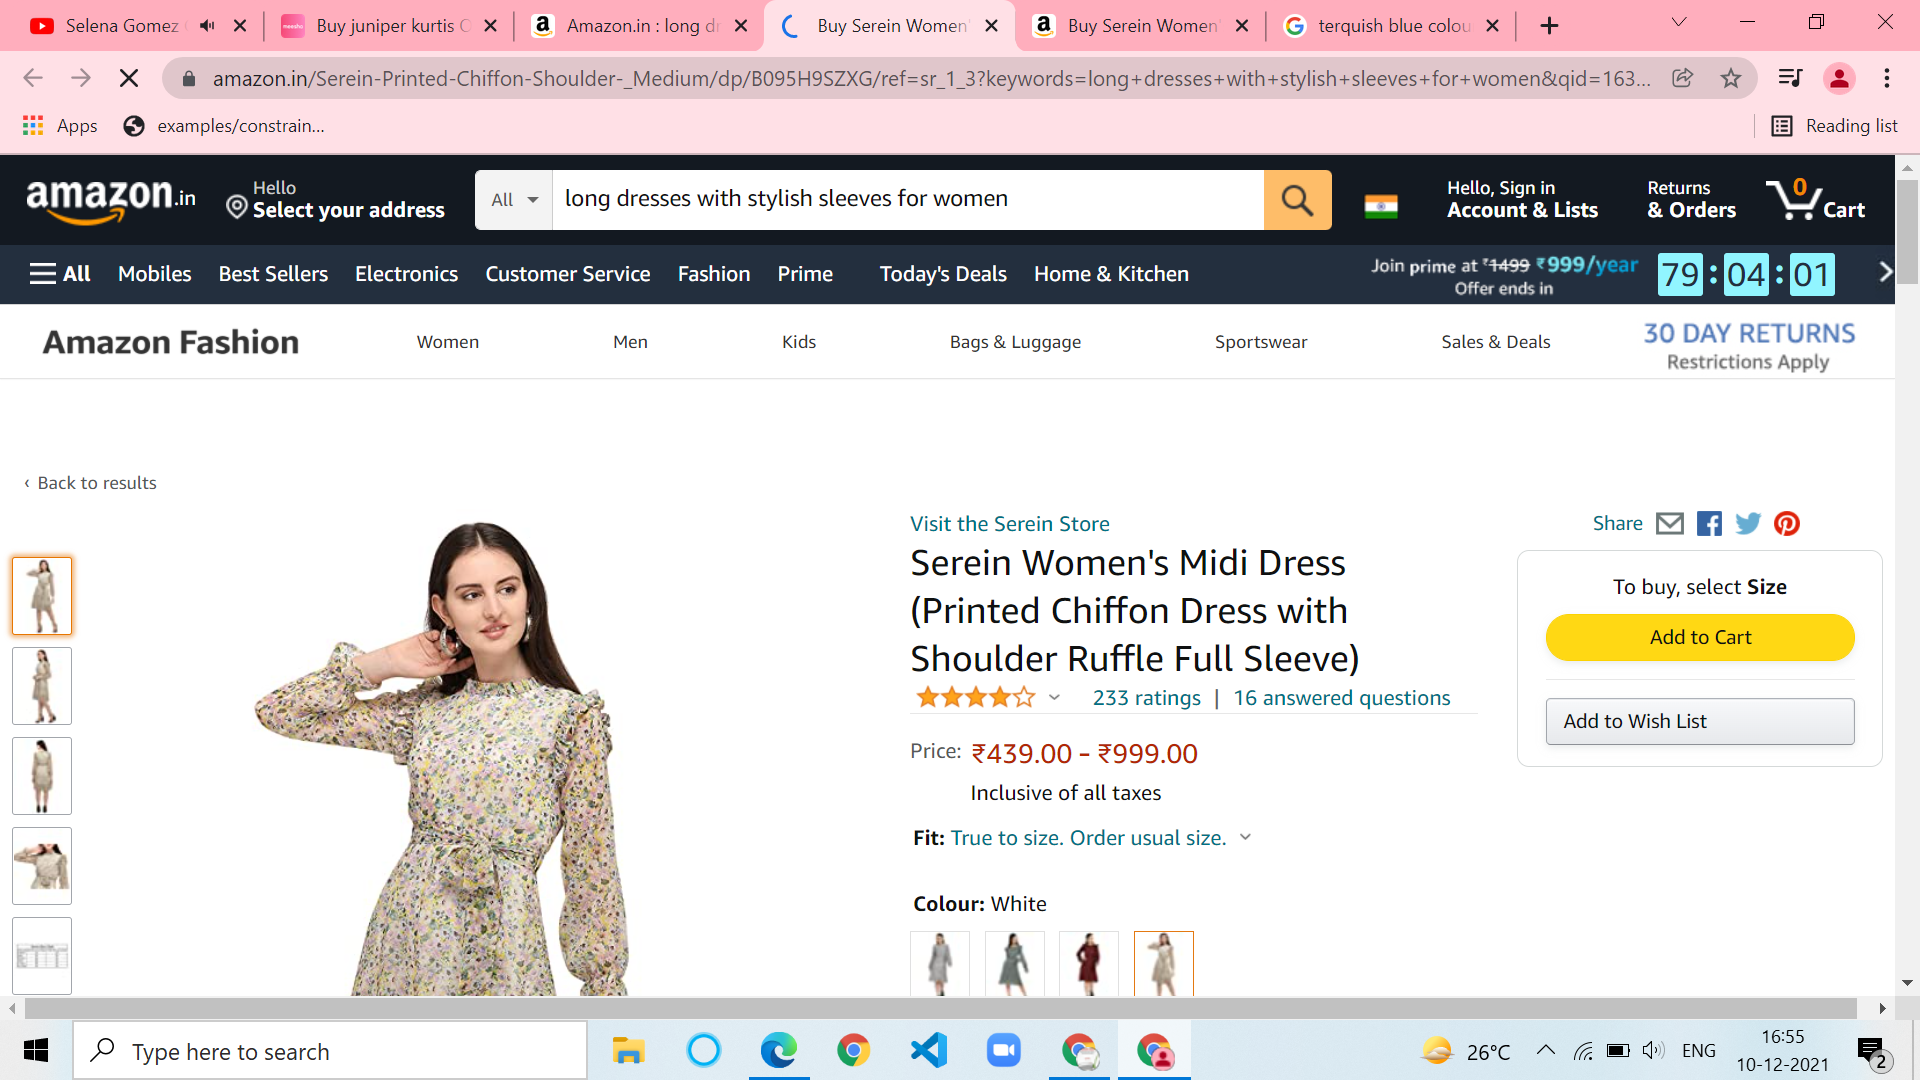 Selena Gomez
Buy juniper kurtis O
Amazon.in : long dr
Buy Serein Women'
Buy Serein Women'
terquish blue colou
amazon.in/Serein-Printed-Chiffon-Shoulder-_Medium/dp/B095H9SZXG/ref=sr_1_3?keywords=long+dresses+with+stylish+sleeves+for+women&qid=163...
Apps
examples/constrain...
Reading list
amazon.in
Hello
Select your address
All
long dresses with stylish sleeves for women
Hello, Sign in
Account & Lists
Returns
& Orders
0
Cart
All
Mobiles
Best Sellers
Electronics
Customer Service
Fashion
Prime
Today's Deals
Home & Kitchen
Join prime at ₹1499 ₹999/year
Offer ends in
79 : 04 : 01
Amazon Fashion
Women
Men
Kids
Bags & Luggage
Sportswear
Sales & Deals
30 DAY RETURNS
Restrictions Apply
‹ Back to results
Visit the Serein Store
Serein Women's Midi Dress
(Printed Chiffon Dress with
Shoulder Ruffle Full Sleeve)
233 ratings | 16 answered questions
Price: ₹439.00 - ₹999.00
Inclusive of all taxes
Fit: True to size. Order usual size.
Colour: White
Share
To buy, select Size
Add to Cart
Add to Wish List
Type here to search
26°C
ENG
16:55
10-12-2021
2